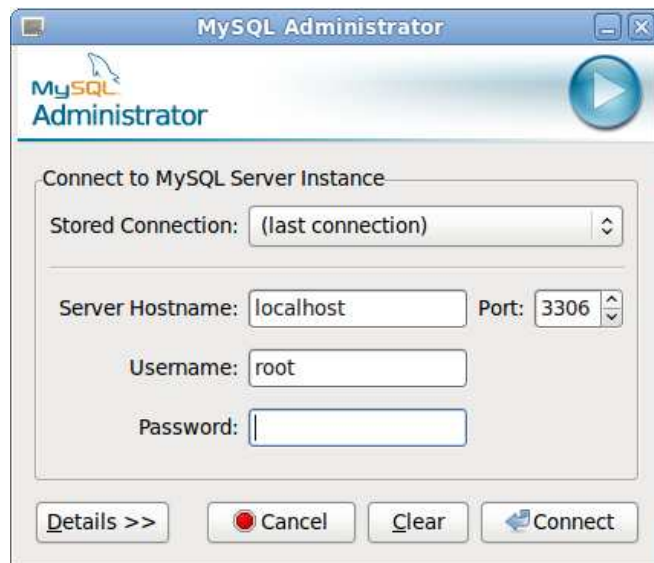 MySQL Administrator
MySQL
Administrator
Connect to MySQL Server Instance
Stored Connection: (last connection)
Server Hostname: localhost Port: 3306
Username: root
Password:
Details >> Cancel Clear Connect